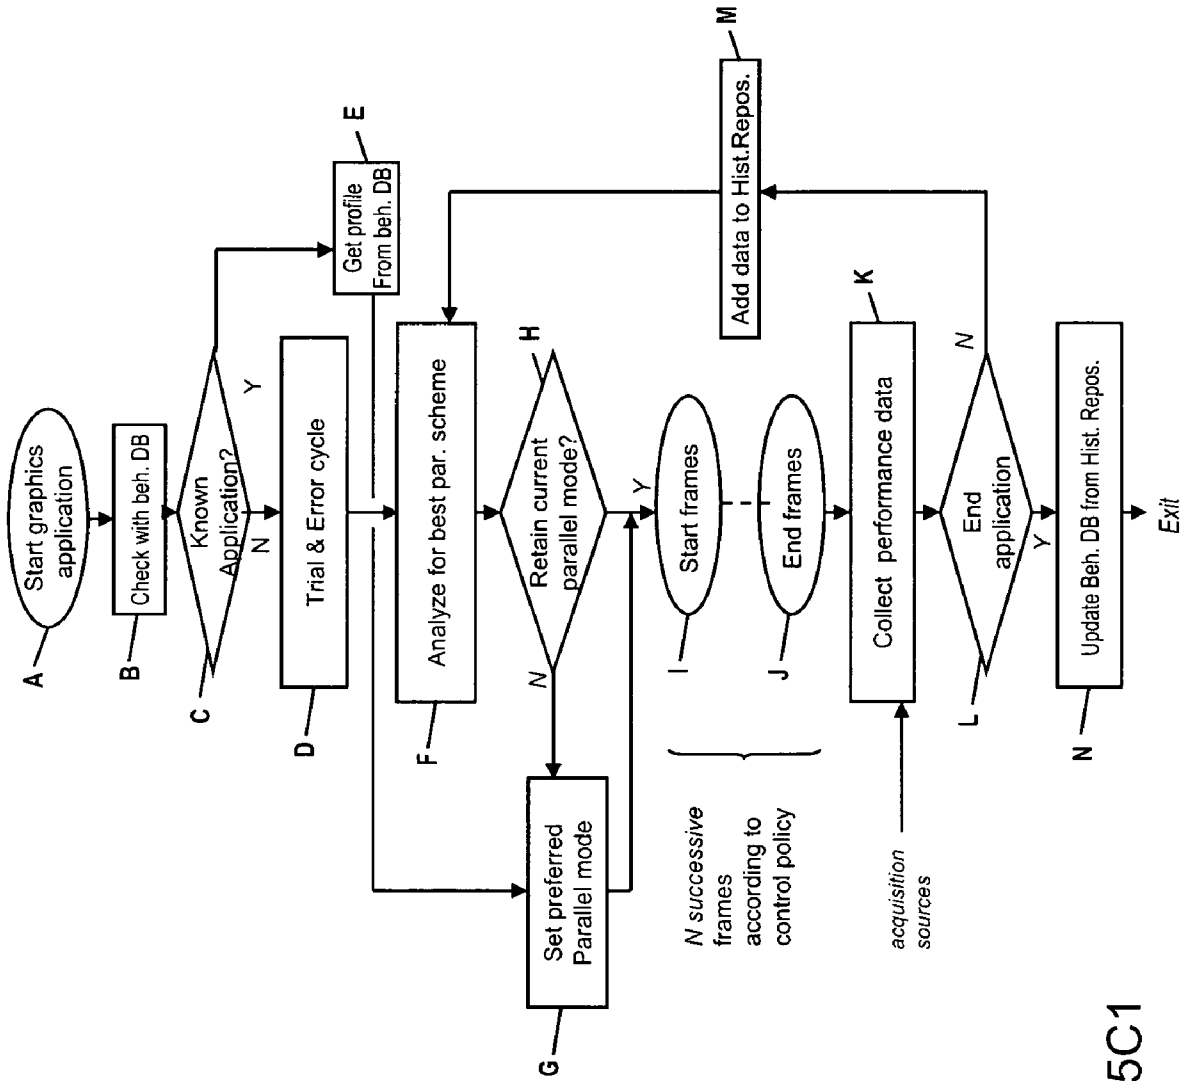 A
Start graphics
application
B
Check with beh. DB
C
Known
Application?
N
Y
D
Trial & Error cycle
E
Get profile
From beh. DB
F
Analyze for best par. scheme
G
Set preferred
Parallel mode
H
Retain current
parallel mode?
N
Y
I
Start frames
J
End frames
N successive
frames
according to
control policy
K
Collect performance data
acquisition
sources
L
End
application
N
Y
M
Add data to Hist.Repos.
N
Update Beh. DB from Hist. Repos.
Exit
5C1